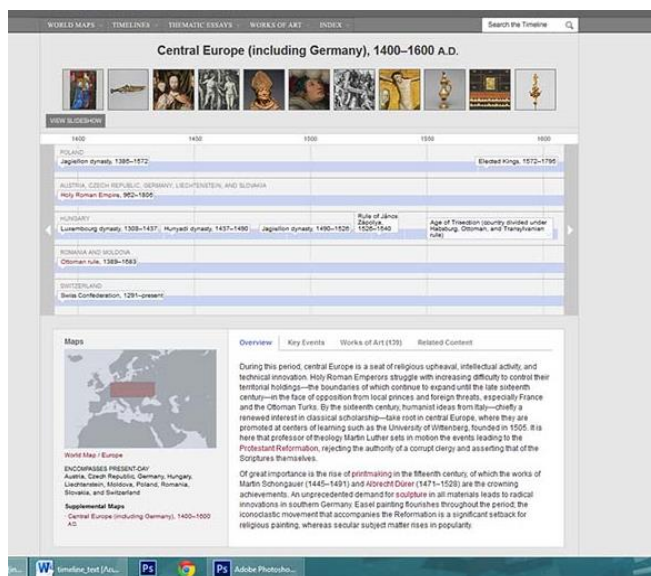 WORLD MAPS TIMELINES THEMATIC ESSAYS WORKS OF ART INDEX Search the Timeline
Central Europe (including Germany), 1400–1600 A.D.
VIEW SLIDESHOW
1400 1450 1500 1550 1600
POLAND
Jagiellon dynasty, 1386–1572 Elected Kings, 1572–1795
AUSTRIA, CZECH REPUBLIC, GERMANY, LIECHTENSTEIN, AND SLOVAKIA
Holy Roman Empire, 962–1806
HUNGARY
Luxembourg dynasty, 1308–1437 Hunyadi dynasty, 1437–1490 Jagiellon dynasty, 1490–1526
Rule of János
Zápolya,
1526–1540
Age of Trisection (country divided under
Habsburg, Ottoman, and Transylvanian
rule)
ROMANIA AND MOLDOVA
Ottoman rule, 1389–1683
SWITZERLAND
Swiss Confederation, 1291–present
Maps
World Map / Europe
ENCOMPASSES PRESENT-DAY
Austria, Czech Republic, Germany, Hungary,
Liechtenstein, Moldova, Poland, Romania,
Slovakia, and Switzerland
Supplemental Maps
Central Europe (including Germany), 1400–1600
A.D.
Overview Key Events Works of Art (139) Related Content
During this period, central Europe is a seat of religious upheaval, intellectual activity, and
technical innovation. Holy Roman Emperors struggle with increasing difficulty to control their
territorial holdings—the boundaries of which continue to expand until the late sixteenth
century—in the face of opposition from local princes and foreign threats, especially France
and the Ottoman Turks. By the sixteenth century, humanist ideas from Italy—chiefly a
renewed interest in classical scholarship—take root in central Europe, where they are
promoted at centers of learning such as the University of Wittenberg, founded in 1505. It is
here that professor of theology Martin Luther sets in motion the events leading to the
Protestant Reformation, rejecting the authority of a corrupt clergy and asserting that of the
Scriptures themselves.
Of great importance is the rise of printmaking in the fifteenth century, of which the works of
Martin Schongauer (1445–1491) and Albrecht Dürer (1471–1528) are the crowning
achievements. An unprecedented demand for sculpture in all materials leads to radical
innovations in southern Germany. Easel painting flourishes throughout the period; the
iconoclastic movement that accompanies the Reformation is a significant setback for
religious painting, whereas secular subject matter rises in popularity.
timeline_text Ps Ps Adobe Photosho...